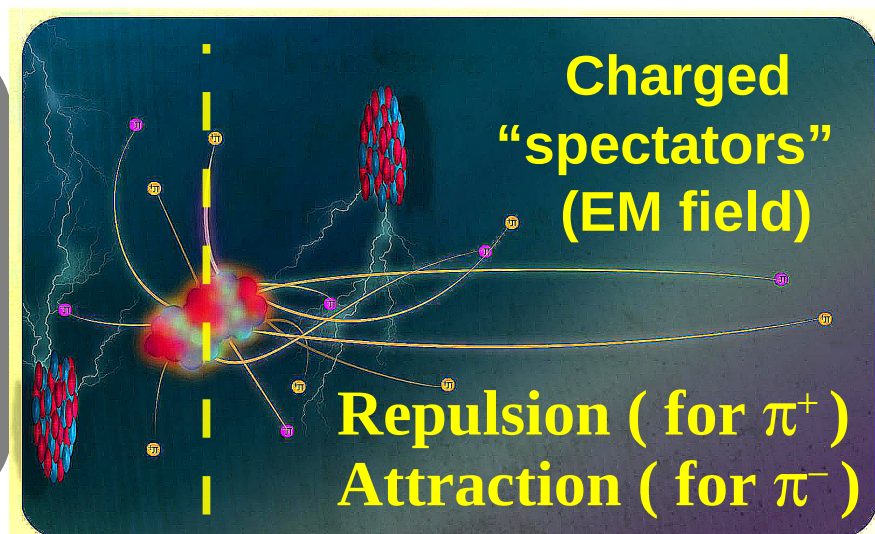 Charged
“spectators”
(EM field)
Repulsion ( for π⁺ )
Attraction ( for π⁻ )